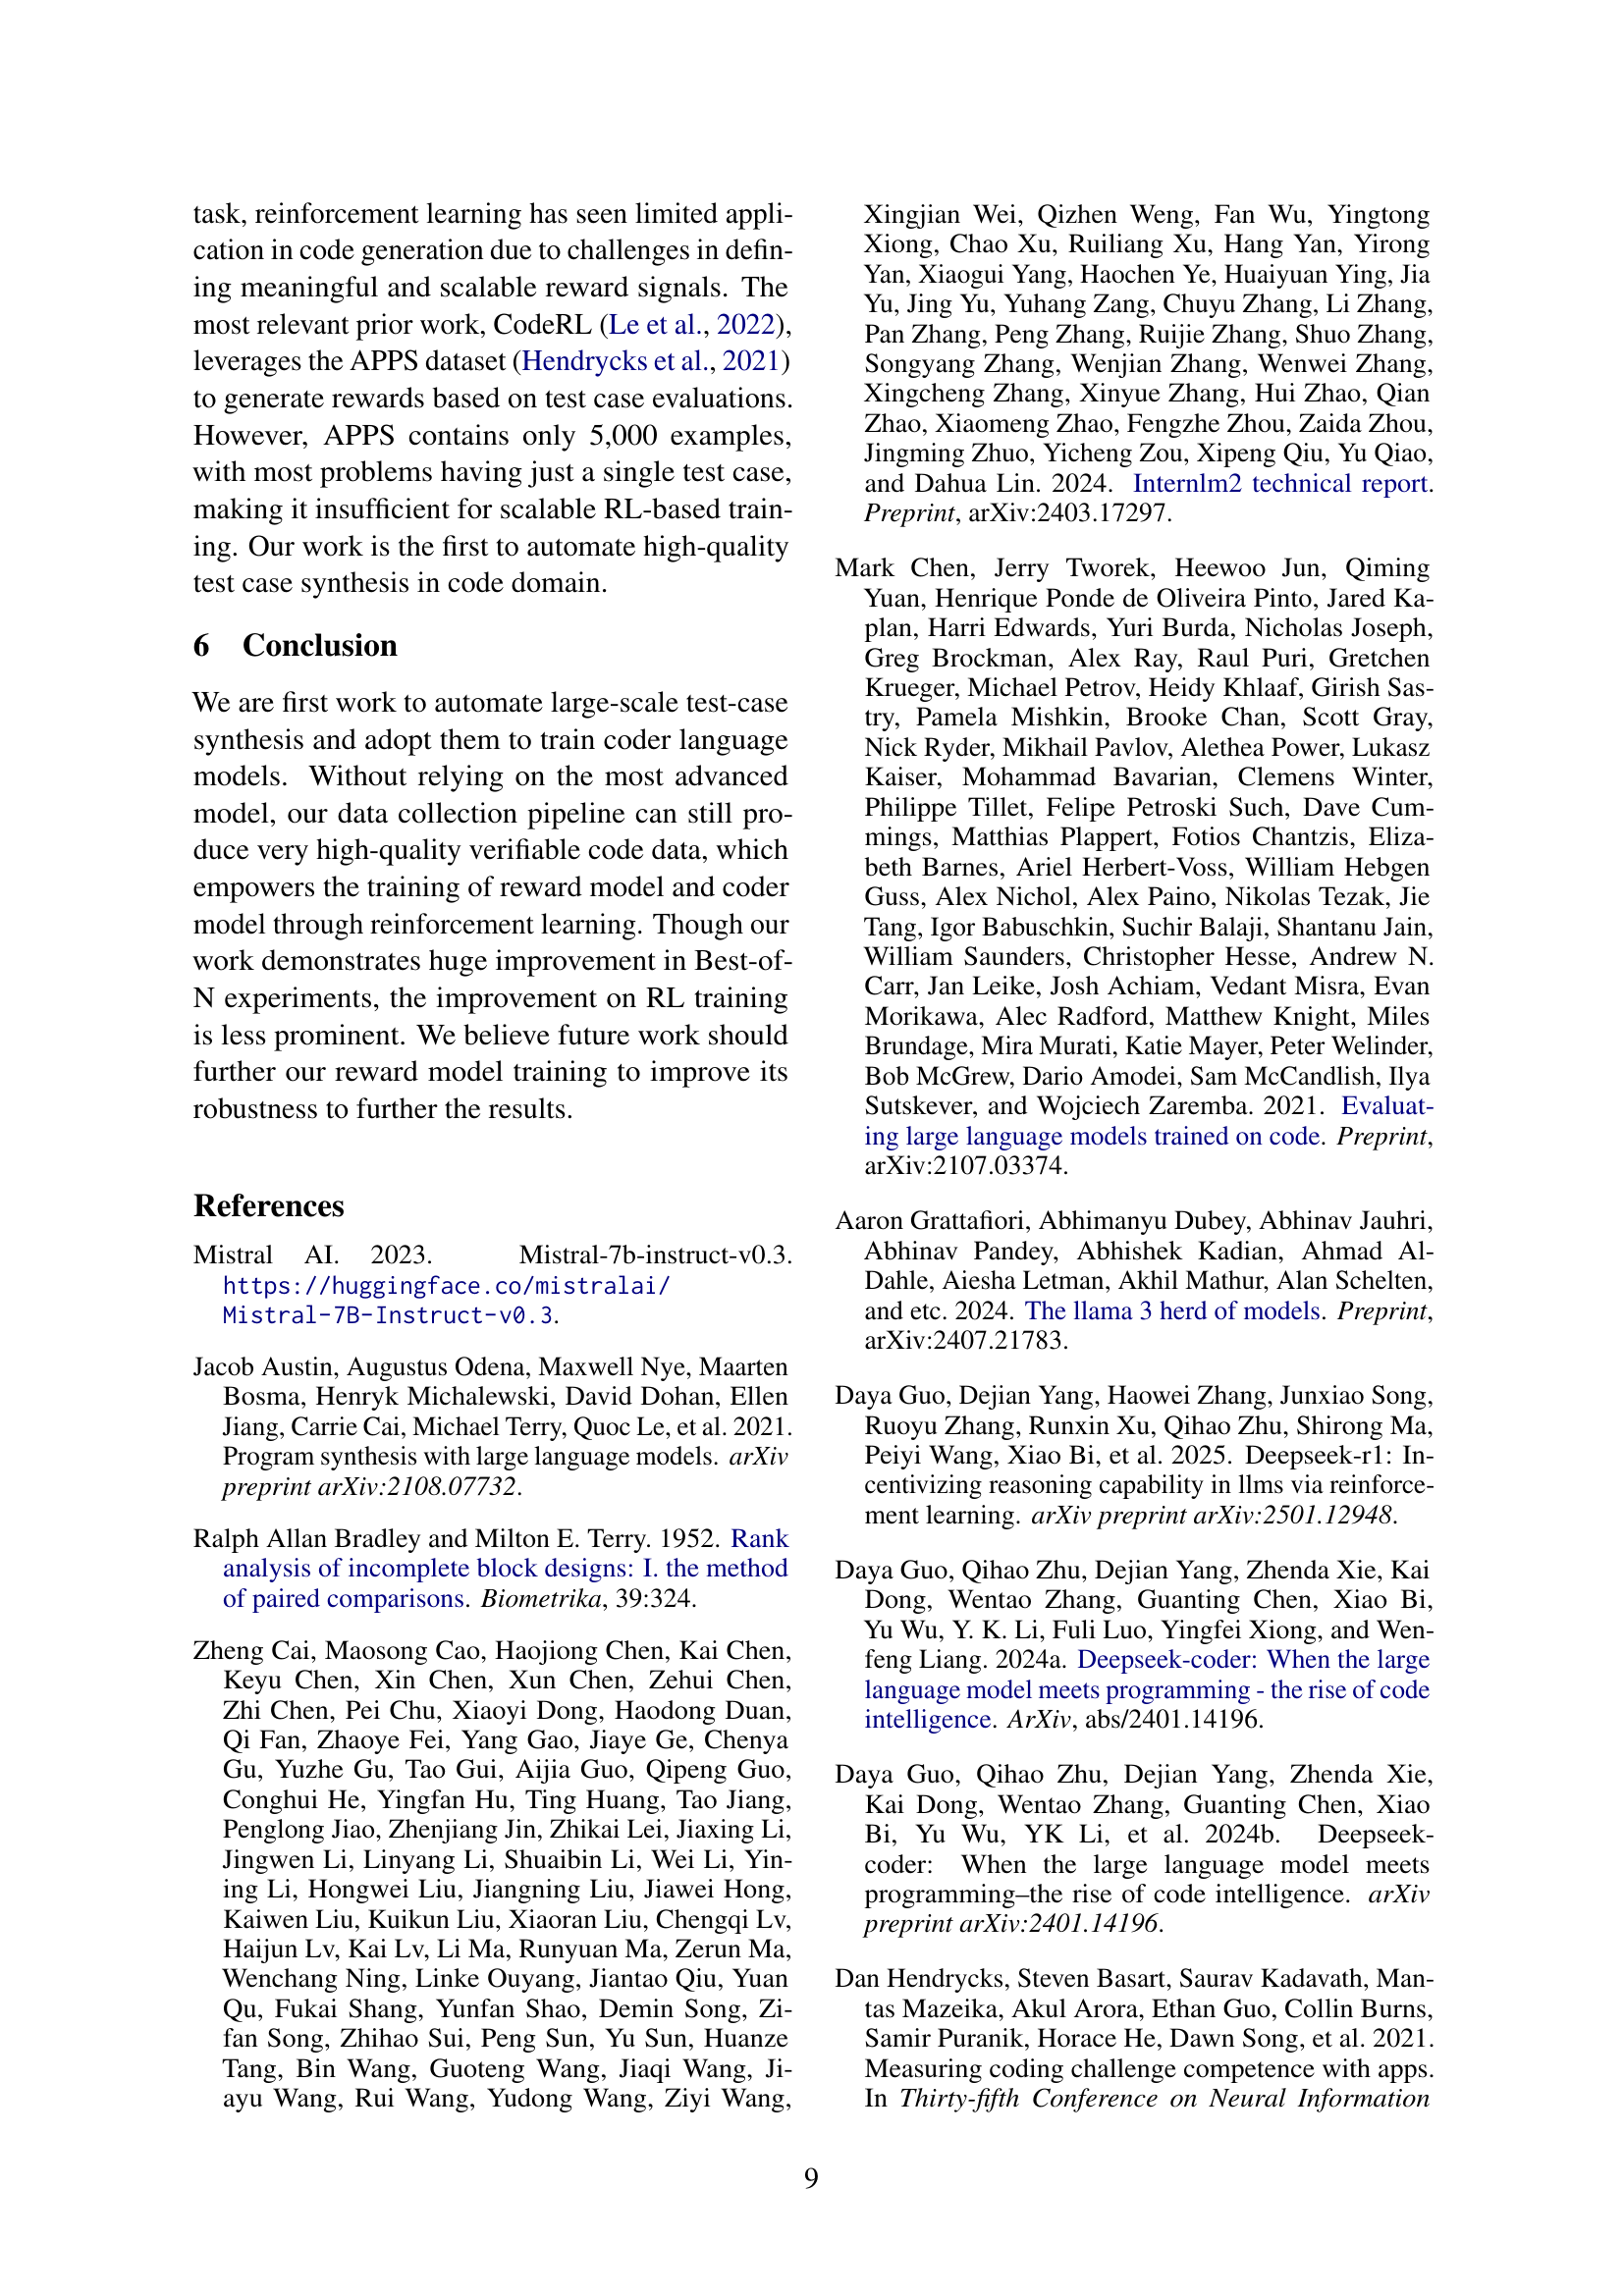 task, reinforcement learning has seen limited appli-
cation in code generation due to challenges in defin-
ing meaningful and scalable reward signals. The
most relevant prior work, CodeRL (Le et al., 2022),
leverages the APPS dataset (Hendrycks et al., 2021)
to generate rewards based on test case evaluations.
However, APPS contains only 5,000 examples,
with most problems having just a single test case,
making it insufficient for scalable RL-based train-
ing. Our work is the first to automate high-quality
test case synthesis in code domain.
6 Conclusion
We are first work to automate large-scale test-case
synthesis and adopt them to train coder language
models. Without relying on the most advanced
model, our data collection pipeline can still pro-
duce very high-quality verifiable code data, which
empowers the training of reward model and coder
model through reinforcement learning. Though our
work demonstrates huge improvement in Best-of-
N experiments, the improvement on RL training
is less prominent. We believe future work should
further our reward model training to improve its
robustness to further the results.
References
Mistral AI. 2023. Mistral-7b-instruct-v0.3.
https://huggingface.co/mistralai/
Mistral-7B-Instruct-v0.3.
Jacob Austin, Augustus Odena, Maxwell Nye, Maarten
Bosma, Henryk Michalewski, David Dohan, Ellen
Jiang, Carrie Cai, Michael Terry, Quoc Le, et al. 2021.
Program synthesis with large language models. arXiv
preprint arXiv:2108.07732.
Ralph Allan Bradley and Milton E. Terry. 1952. Rank
analysis of incomplete block designs: I. the method
of paired comparisons. Biometrika, 39:324.
Zheng Cai, Maosong Cao, Haojiong Chen, Kai Chen,
Keyu Chen, Xin Chen, Xun Chen, Zehui Chen,
Zhi Chen, Pei Chu, Xiaoyi Dong, Haodong Duan,
Qi Fan, Zhaoye Fei, Yang Gao, Jiaye Ge, Chenya
Gu, Yuzhe Gu, Tao Gui, Aijia Guo, Qipeng Guo,
Conghui He, Yingfan Hu, Ting Huang, Tao Jiang,
Penglong Jiao, Zhenjiang Jin, Zhikai Lei, Jiaxing Li,
Jingwen Li, Linyang Li, Shuaibin Li, Wei Li, Yin-
ing Li, Hongwei Liu, Jiangning Liu, Jiawei Hong,
Kaiwen Liu, Kuikun Liu, Xiaoran Liu, Chengqi Lv,
Haijun Lv, Kai Lv, Li Ma, Runyuan Ma, Zerun Ma,
Wenchang Ning, Linke Ouyang, Jiantao Qiu, Yuan
Qu, Fukai Shang, Yunfan Shao, Demin Song, Zi-
fan Song, Zhihao Sui, Peng Sun, Yu Sun, Huanze
Tang, Bin Wang, Guoteng Wang, Jiaqi Wang, Ji-
ayu Wang, Rui Wang, Yudong Wang, Ziyi Wang,
Xingjian Wei, Qizhen Weng, Fan Wu, Yingtong
Xiong, Chao Xu, Ruiliang Xu, Hang Yan, Yirong
Yan, Xiaogui Yang, Haochen Ye, Huaiyuan Ying, Jia
Yu, Jing Yu, Yuhang Zang, Chuyu Zhang, Li Zhang,
Pan Zhang, Peng Zhang, Ruijie Zhang, Shuo Zhang,
Songyang Zhang, Wenjian Zhang, Wenwei Zhang,
Xingcheng Zhang, Xinyue Zhang, Hui Zhao, Qian
Zhao, Xiaomeng Zhao, Fengzhe Zhou, Zaida Zhou,
Jingming Zhuo, Yicheng Zou, Xipeng Qiu, Yu Qiao,
and Dahua Lin. 2024. Internlm2 technical report.
Preprint, arXiv:2403.17297.
Mark Chen, Jerry Tworek, Heewoo Jun, Qiming
Yuan, Henrique Ponde de Oliveira Pinto, Jared Ka-
plan, Harri Edwards, Yuri Burda, Nicholas Joseph,
Greg Brockman, Alex Ray, Raul Puri, Gretchen
Krueger, Michael Petrov, Heidy Khlaaf, Girish Sas-
try, Pamela Mishkin, Brooke Chan, Scott Gray,
Nick Ryder, Mikhail Pavlov, Alethea Power, Lukasz
Kaiser, Mohammad Bavarian, Clemens Winter,
Philippe Tillet, Felipe Petroski Such, Dave Cum-
mings, Matthias Plappert, Fotios Chantzis, Eliza-
beth Barnes, Ariel Herbert-Voss, William Hebgen
Guss, Alex Nichol, Alex Paino, Nikolas Tezak, Jie
Tang, Igor Babuschkin, Suchir Balaji, Shantanu Jain,
William Saunders, Christopher Hesse, Andrew N.
Carr, Jan Leike, Josh Achiam, Vedant Misra, Evan
Morikawa, Alec Radford, Matthew Knight, Miles
Brundage, Mira Murati, Katie Mayer, Peter Welinder,
Bob McGrew, Dario Amodei, Sam McCandlish, Ilya
Sutskever, and Wojciech Zaremba. 2021. Evaluat-
ing large language models trained on code. Preprint,
arXiv:2107.03374.
Aaron Grattafiori, Abhimanyu Dubey, Abhinav Jauhri,
Abhinav Pandey, Abhishek Kadian, Ahmad Al-
Dahle, Aiesha Letman, Akhil Mathur, Alan Schelten,
and etc. 2024. The llama 3 herd of models. Preprint,
arXiv:2407.21783.
Daya Guo, Dejian Yang, Haowei Zhang, Junxiao Song,
Ruoyu Zhang, Runxin Xu, Qihao Zhu, Shirong Ma,
Peiyi Wang, Xiao Bi, et al. 2025. Deepseek-r1: In-
centivizing reasoning capability in llms via reinforce-
ment learning. arXiv preprint arXiv:2501.12948.
Daya Guo, Qihao Zhu, Dejian Yang, Zhenda Xie, Kai
Dong, Wentao Zhang, Guanting Chen, Xiao Bi,
Yu Wu, Y. K. Li, Fuli Luo, Yingfei Xiong, and Wen-
feng Liang. 2024a. Deepseek-coder: When the large
language model meets programming - the rise of code
intelligence. ArXiv, abs/2401.14196.
Daya Guo, Qihao Zhu, Dejian Yang, Zhenda Xie,
Kai Dong, Wentao Zhang, Guanting Chen, Xiao
Bi, Yu Wu, YK Li, et al. 2024b. Deepseek-
coder: When the large language model meets
programming–the rise of code intelligence. arXiv
preprint arXiv:2401.14196.
Dan Hendrycks, Steven Basart, Saurav Kadavath, Man-
tas Mazeika, Akul Arora, Ethan Guo, Collin Burns,
Samir Puranik, Horace He, Dawn Song, et al. 2021.
Measuring coding challenge competence with apps.
In Thirty-fifth Conference on Neural Information
9